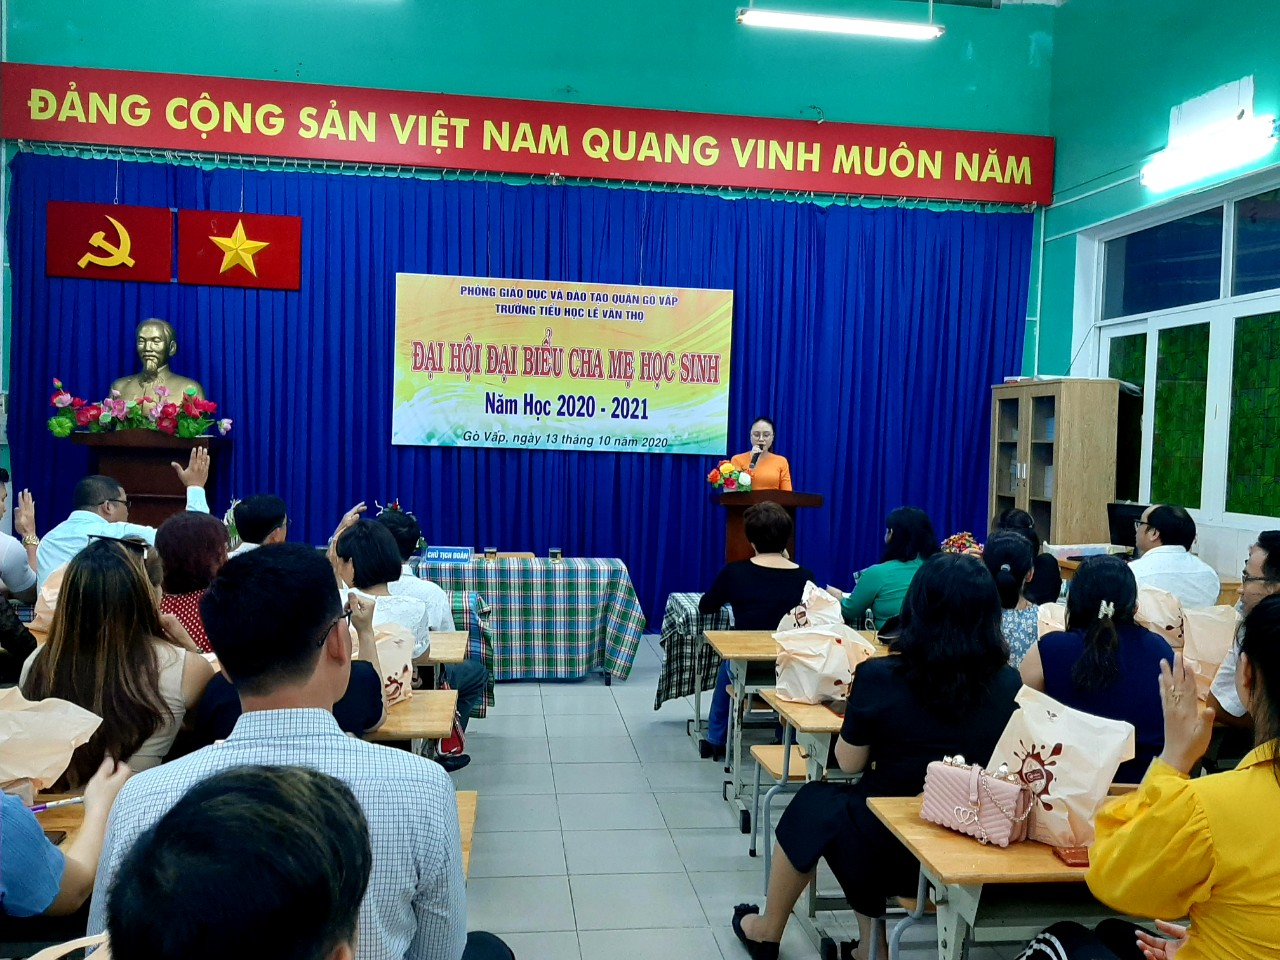 ĐẢNG CỘNG SẢN VIỆT NAM QUANG VINH MUÔN NĂM
PHÒNG GIÁO DỤC VÀ ĐÀO TẠO QUẬN GÒ VẤP
TRƯỜNG TIỂU HỌC LÊ VĂN THỌ
ĐẠI HỘI ĐẠI BIỂU CHA MẸ HỌC SINH
Năm Học 2020 - 2021
Gò Vấp, ngày 13 tháng 10 năm 2020
CHỦ TỊCH ĐOÀN